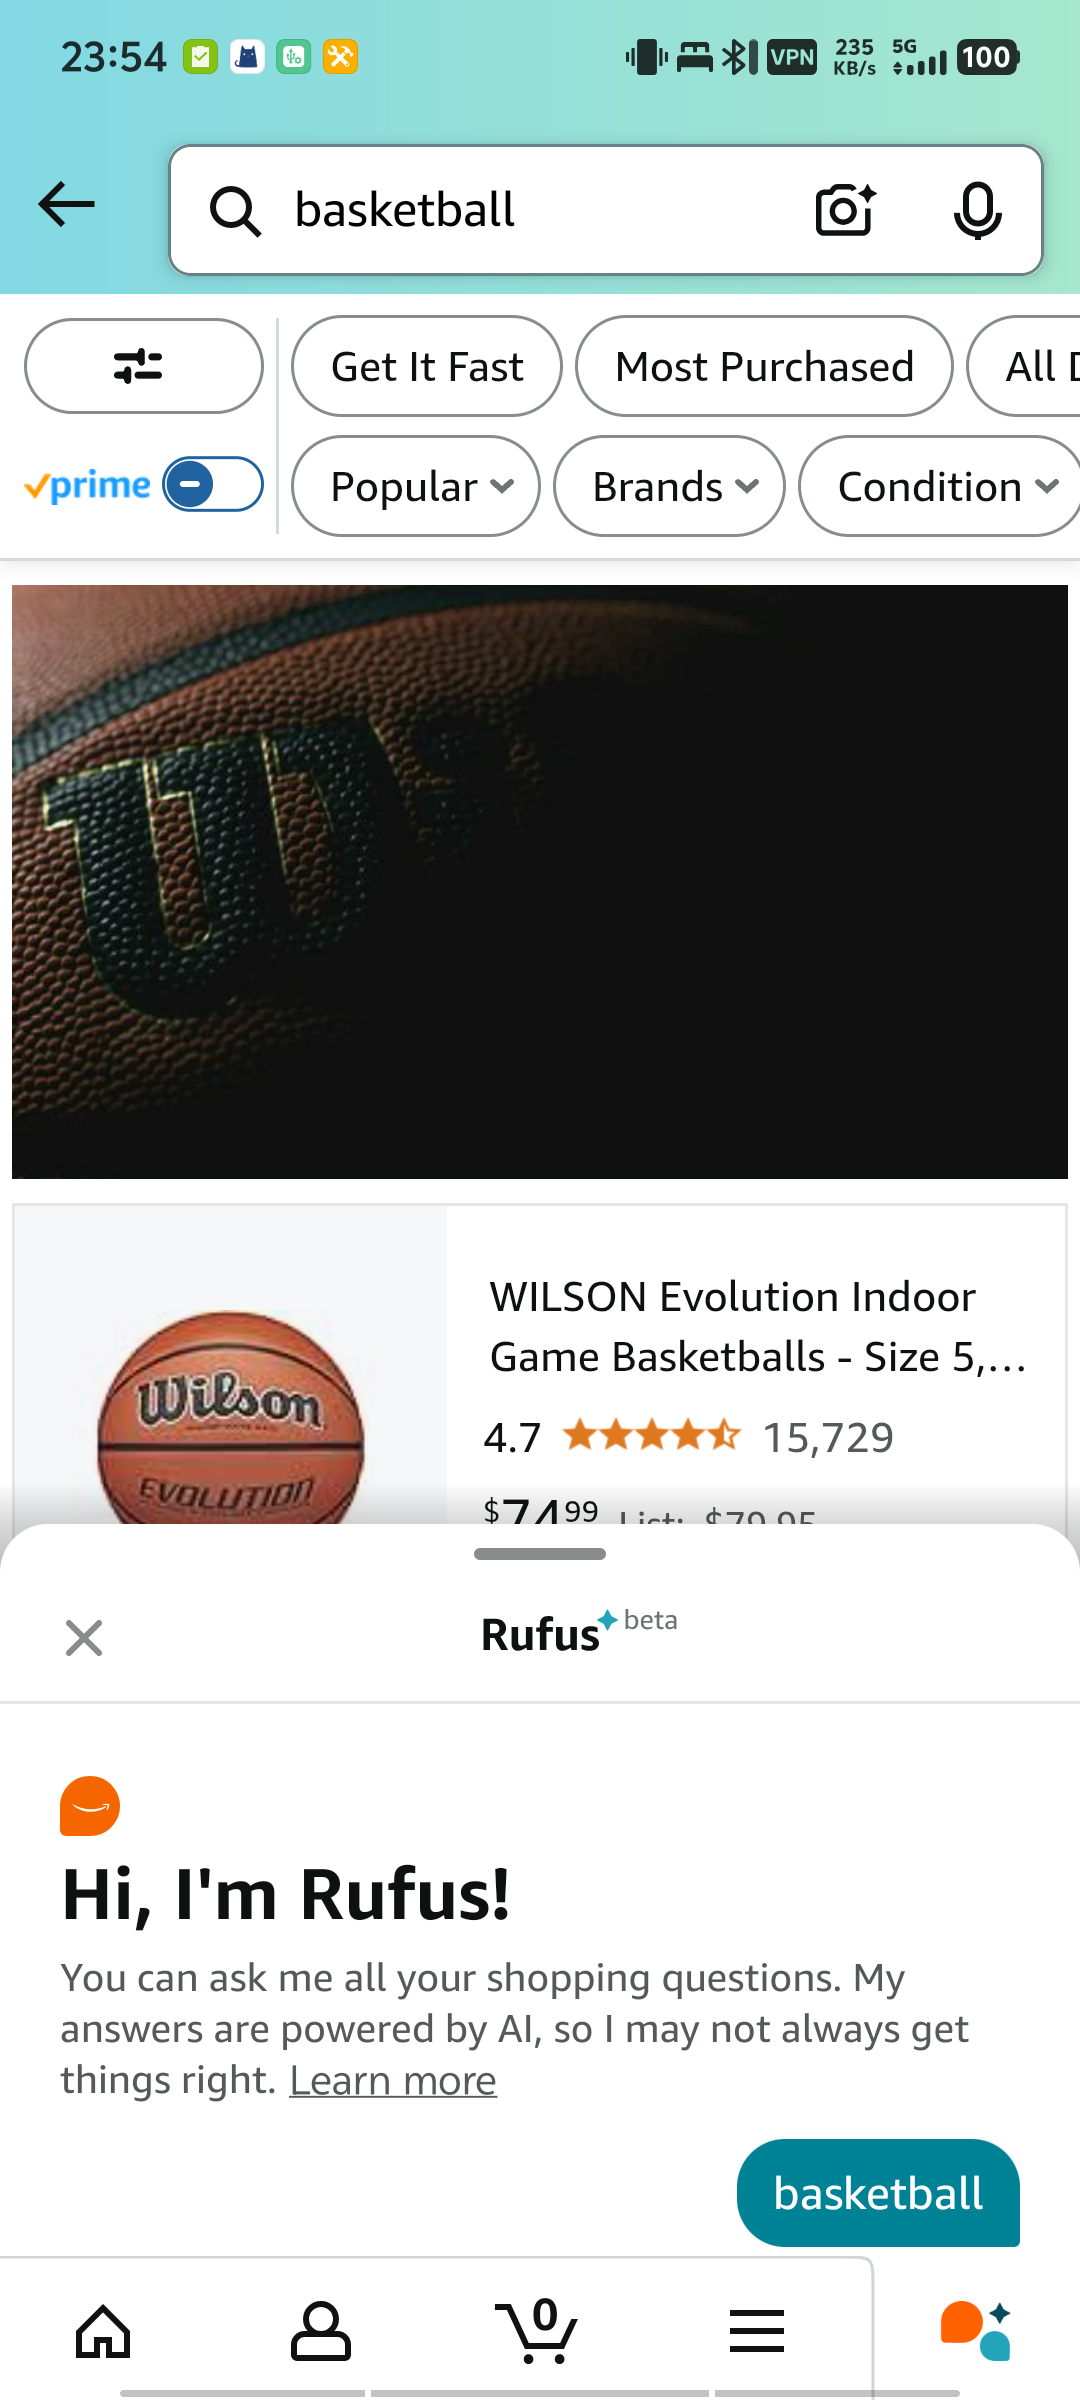 23:54
VPN
235
KB/s
5G
100
basketball
Get It Fast
Most Purchased
All
prime
Popular
Brands
Condition
WILSON Evolution Indoor
Game Basketballs - Size 5,...
4.7
15,729
Wilson
EVOLUTION
$74.99 List: $79.95
Rufus beta
Hi, I'm Rufus!
You can ask me all your shopping questions. My
answers are powered by AI, so I may not always get
things right. Learn more
basketball
0